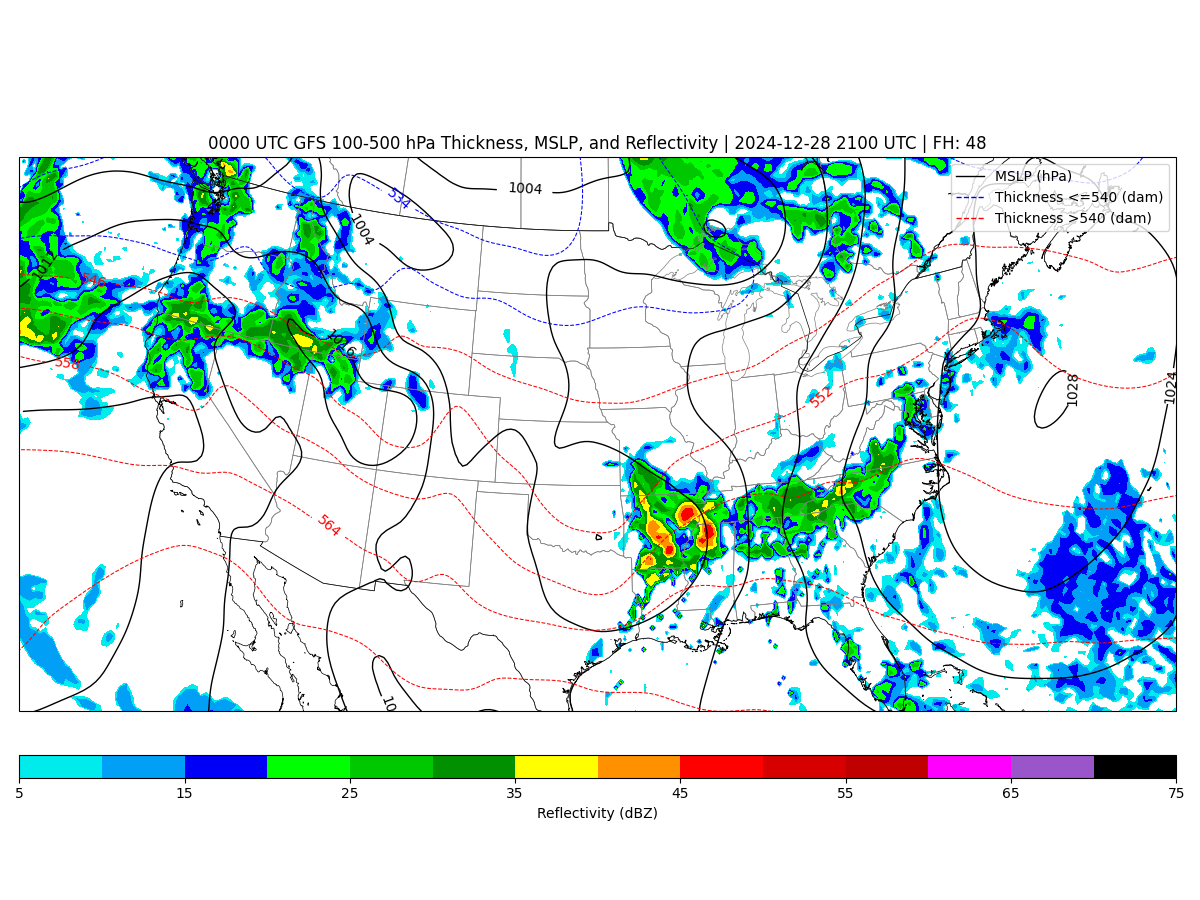 0000 UTC GFS 100-500 hPa Thickness, MSLP, and Reflectivity | 2024-12-28 2100 UTC | FH: 48
MSLP (hPa)
Thickness <=540 (dam)
Thickness >540 (dam)
1004
534
1004
546
1016
558
552
1028
1024
564
10
5 15 25 35 45 55 65 75
Reflectivity (dBZ)